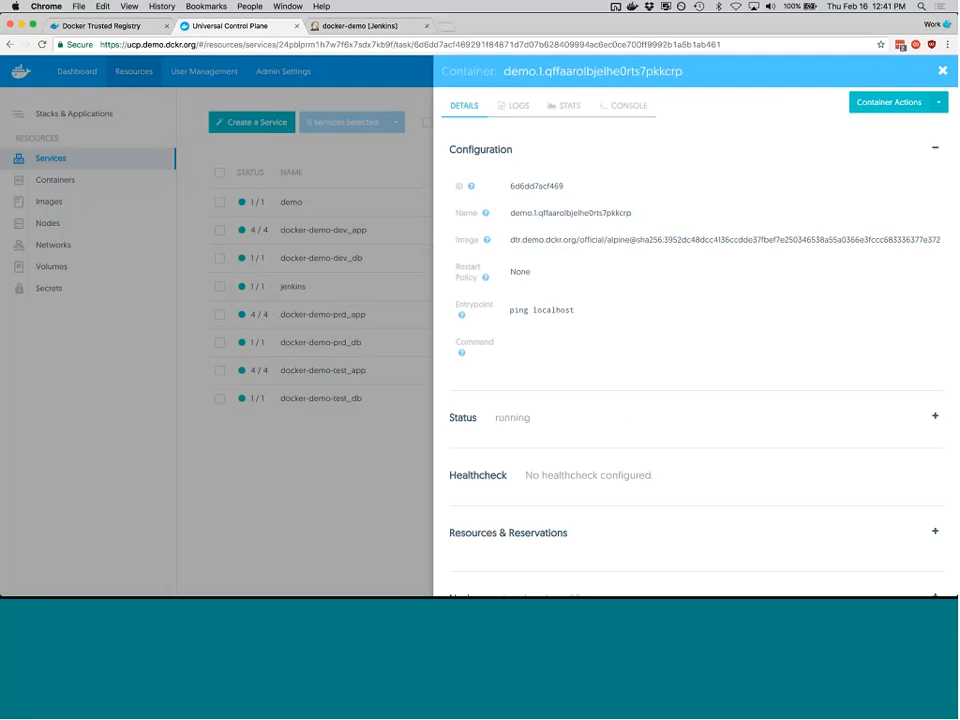 Chrome File Edit View History Bookmarks People Window Help 100% Thu Feb 16 12:41 PM
Docker Trusted Registry Universal Control Plane docker-demo [Jenkins] Work
Secure https://ucp.demo.dckr.org/#/resources/services/24pblprm1h7w7f6x7sdx7kb9f/task/6d6dd7acf469291f84871d7d07b628409994ac6ec0ce700ff9992b1a5b1ab461
Dashboard Resources User Management Admin Settings
Container: demo.1.qffaarolbjelhe0rts7pkkcrp
DETAILS LOGS STATS CONSOLE
Container Actions
Stacks & Applications
RESOURCES
Services
Containers
Images
Nodes
Networks
Volumes
Secrets
Create a Service 0 Services Selected
STATUS NAME
1 / 1 demo
4 / 4 docker-demo-dev_app
1 / 1 docker-demo-dev_db
1 / 1 jenkins
4 / 4 docker-demo-prd_app
1 / 1 docker-demo-prd_db
4 / 4 docker-demo-test_app
1 / 1 docker-demo-test_db
Configuration
ID 6d6dd7acf469
Name demo.1.qffaarolbjelhe0rts7pkkcrp
Image dtr.demo.dckr.org/official/alpine@sha256:3952dc48dcc4136ccdde37fbef7e250346538a55a0366e3fccc683336377e372
Restart
Policy None
Entrypoint ping localhost
Command
Status running
Healthcheck No healthcheck configured.
Resources & Reservations